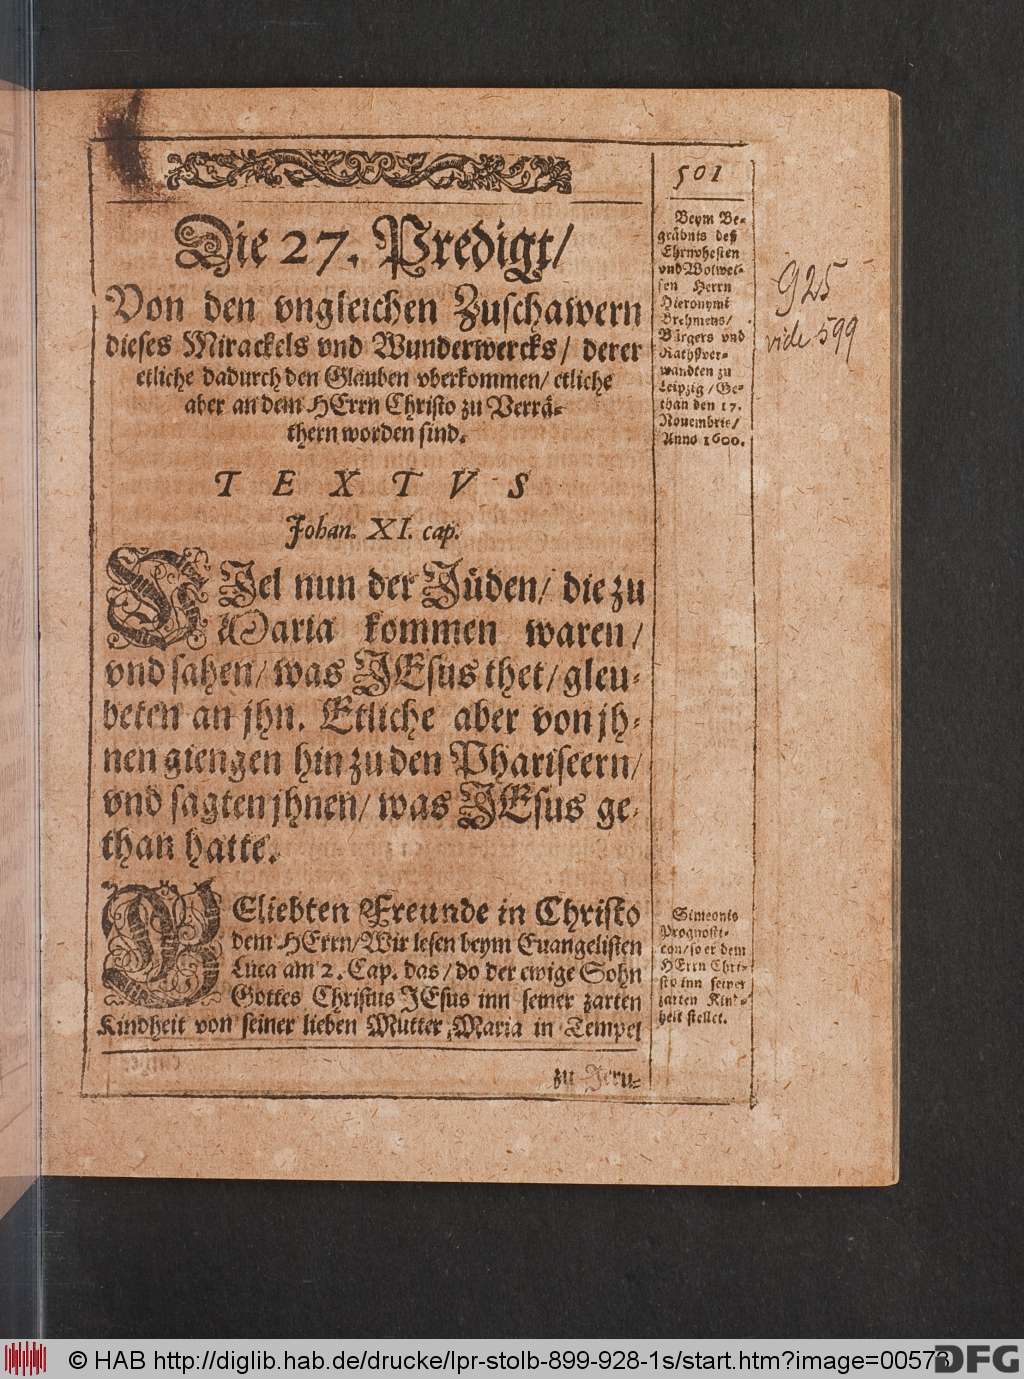 501
Die 27. Predigt/
Von den vngleichen Zuschawern
dieses Mirackels vnd Wunderwercks/ derer
etliche dadurch den Glauben vberkommen/ etliche
aber an dem HErrn Christo zu Verrä-
thern worden sind.
TEXTVS
Johan. XI. cap.
VIel nun der Jüden/ die zu
Maria kommen waren/
vnd sahen/ was JEsus thet/ gleu-
beten an jhn. Etliche aber von jh-
nen giengen hin zu den Phariseern/
vnd sagten jhnen/ was JEsus ge-
than hatte.
GEliebten Freunde in Christo
dem HErrn/ Wir lesen beym Euangelisten
Luca am 2. Cap. das/ do der ewige Sohn
Gottes Christus JEsus inn seiner zarten
Kindheit von seiner lieben Mutter Maria in Tempel
zu Jeru-
Beym Be-
gräbnis deß
Ehrnvhesten
vnd Wolwei-
sen Herrn
Hieronymi
Brehmens/
Bürgers vnd
Rathsver-
wandten zu
Leipzig/ Ge-
than den 17.
Nouembris/
Anno 1600.
Simeonis
Prognosti-
con/ so er dem
HErrn Chri-
sto inn seiner
zarten Kind-
heit stellet.
925
vide 599
© HAB http://diglib.hab.de/drucke/lpr-stolb-899-928-1s/start.htm?image=00573
DFG